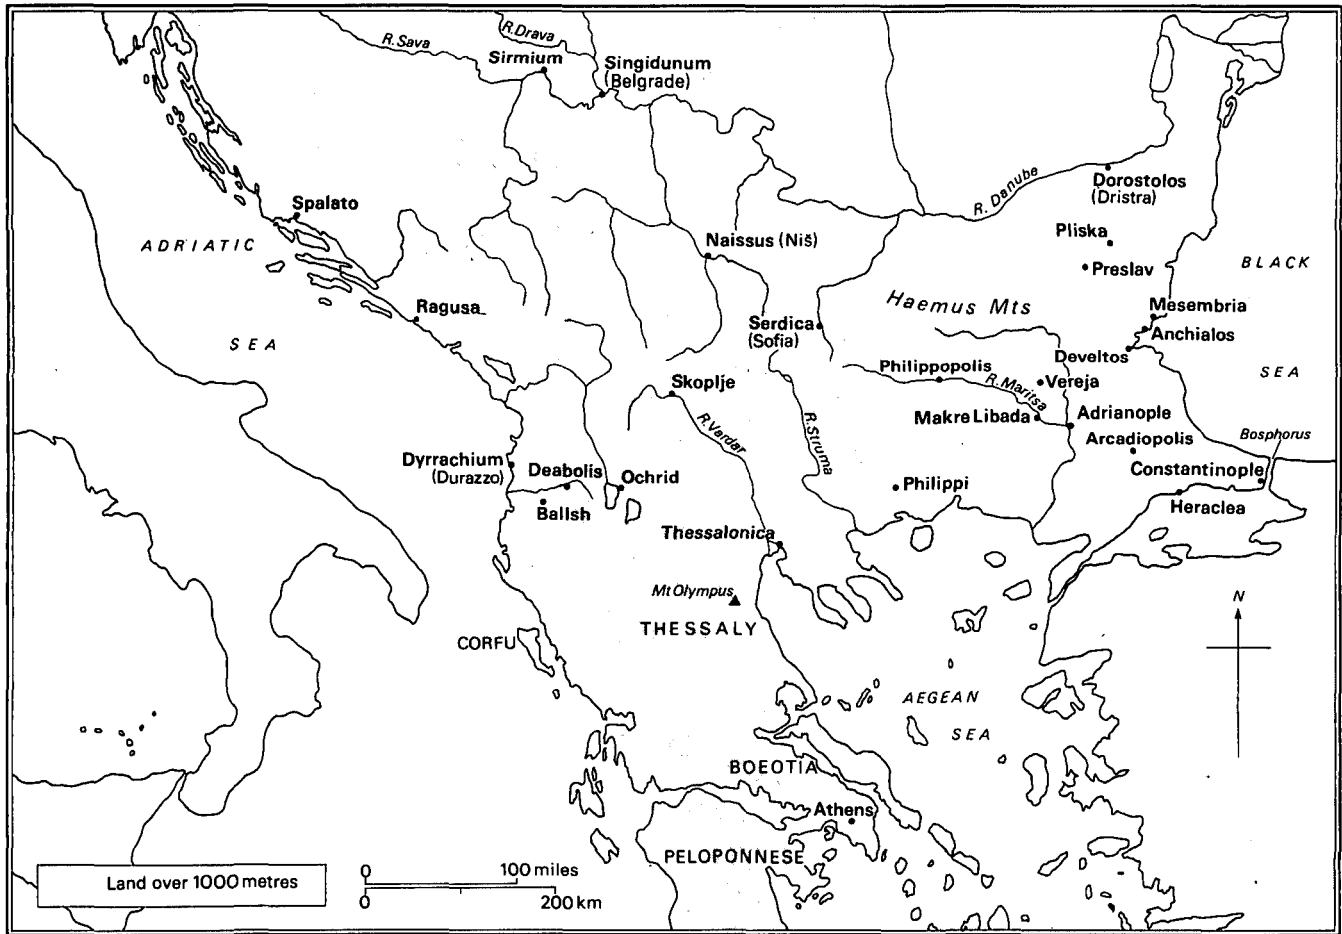 R. Drava
R. Sava
Sirmium
Singidunum
(Belgrade)
R. Danube
Dorostolos
(Dristra)
Spalato
Pliska
ADRIATIC
Naissus (Niš)
Preslav
BLACK
Haemus Mts
Ragusa
Mesembria
Serdica
(Sofia)
Anchialos
SEA
Develtos
Philippopolis
SEA
Skoplje
R. Maritsa
Vereja
Makre Libada
Adrianople
R. Vardar
R. Struma
Arcadiopolis
Bosphorus
Dyrrachium
(Durazzo)
Deabolis
Ochrid
Constantinople
Philippi
Ballsh
Heraclea
Thessalonica
Mt Olympus
N
THESSALY
CORFU
AEGEAN
SEA
BOEOTIA
Athens
PELOPONNESE
Land over 1000 metres
0 100 miles
0 200 km